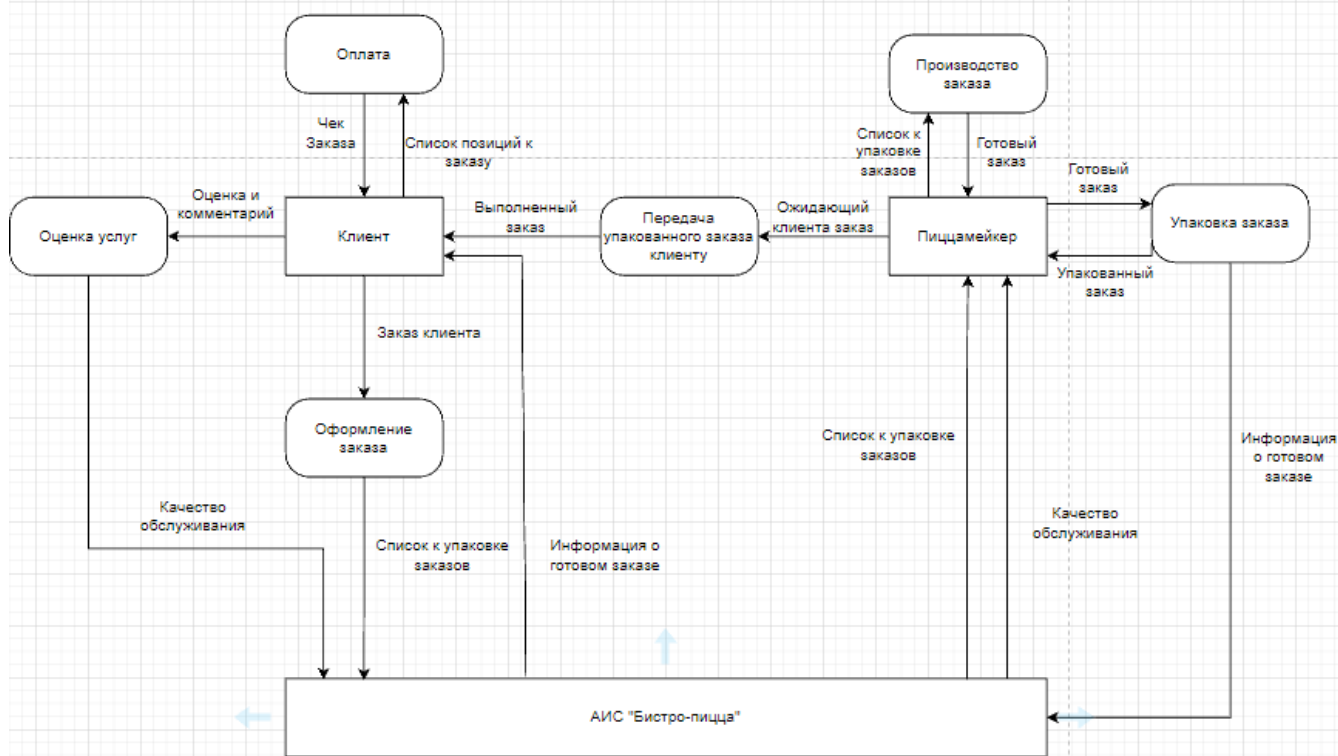 Оплата
Производство
заказа
Чек
Заказа
Список позиций к
заказу
Список к
упаковке
заказов
Готовый
заказ
Готовый
заказ
Оценка и
комментарий
Выполненный
заказ
Ожидающий
клиента заказ
Оценка услуг
Клиент
Передача
упакованного заказа
клиенту
Пиццамейкер
Упаковка заказа
Упакованный
заказ
Заказ клиента
Оформление
заказа
Список к упаковке
заказов
Информация
о готовом
заказе
Качество
обслуживания
Качество
обслуживания
Список к упаковке
заказов
Информация о
готовом заказе
АИС "Бистро-пицца"